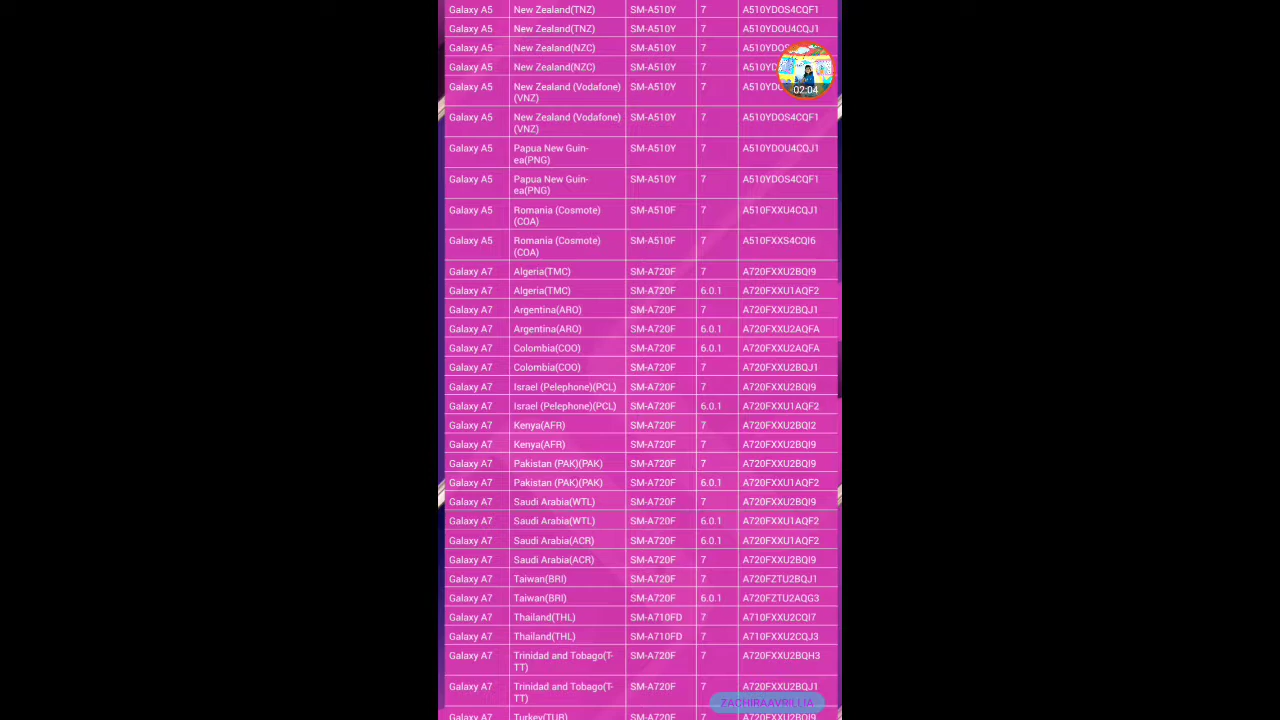 Galaxy A5 New Zealand(TNZ) SM-A510Y 7 A510YDOS4CQF1
Galaxy A5 New Zealand(TNZ) SM-A510Y 7 A510YDOU4CQJ1
Galaxy A5 New Zealand(NZC) SM-A510Y 7
Galaxy A5 New Zealand(NZC) SM-A510Y 7
02:04
Galaxy A5 New Zealand (Vodafone) SM-A510Y 7
(VNZ)
Galaxy A5 New Zealand (Vodafone) SM-A510Y 7 A510YDOS4CQF1
(VNZ)
Galaxy A5 Papua New Guin- SM-A510Y 7 A510YDOU4CQJ1
ea(PNG)
Galaxy A5 Papua New Guin- SM-A510Y 7 A510YDOS4CQF1
ea(PNG)
Galaxy A5 Romania (Cosmote) SM-A510F 7 A510FXXU4CQJ1
(COA)
Galaxy A5 Romania (Cosmote) SM-A510F 7 A510FXXS4CQI6
(COA)
Galaxy A7 Algeria(TMC) SM-A720F 7 A720FXXU2BQI9
Galaxy A7 Algeria(TMC) SM-A720F 6.0.1 A720FXXU1AQF2
Galaxy A7 Argentina(ARO) SM-A720F 7 A720FXXU2BQJ1
Galaxy A7 Argentina(ARO) SM-A720F 6.0.1 A720FXXU2AQFA
Galaxy A7 Colombia(COO) SM-A720F 6.0.1 A720FXXU2AQFA
Galaxy A7 Colombia(COO) SM-A720F 7 A720FXXU2BQJ1
Galaxy A7 Israel (Pelephone)(PCL) SM-A720F 7 A720FXXU2BQI9
Galaxy A7 Israel (Pelephone)(PCL) SM-A720F 6.0.1 A720FXXU1AQF2
Galaxy A7 Kenya(AFR) SM-A720F 7 A720FXXU2BQI2
Galaxy A7 Kenya(AFR) SM-A720F 7 A720FXXU2BQI9
Galaxy A7 Pakistan (PAK)(PAK) SM-A720F 7 A720FXXU2BQI9
Galaxy A7 Pakistan (PAK)(PAK) SM-A720F 6.0.1 A720FXXU1AQF2
Galaxy A7 Saudi Arabia(WTL) SM-A720F 7 A720FXXU2BQI9
Galaxy A7 Saudi Arabia(WTL) SM-A720F 6.0.1 A720FXXU1AQF2
Galaxy A7 Saudi Arabia(ACR) SM-A720F 6.0.1 A720FXXU1AQF2
Galaxy A7 Saudi Arabia(ACR) SM-A720F 7 A720FXXU2BQI9
Galaxy A7 Taiwan(BRI) SM-A720F 7 A720FZTU2BQJ1
Galaxy A7 Taiwan(BRI) SM-A720F 6.0.1 A720FZTU2AQG3
Galaxy A7 Thailand(THL) SM-A710FD 7 A710FXXU2CQI7
Galaxy A7 Thailand(THL) SM-A710FD 7 A710FXXU2CQJ3
Galaxy A7 Trinidad and Tobago(T- SM-A720F 7 A720FXXU2BQH3
TT)
Galaxy A7 Trinidad and Tobago(T- SM-A720F 7 A720FXXU2BQJ1
TT)
ZACHIRAAVRILLIA
Galaxy A7 Turkey(TUR) SM-A720F 7 A720FXXU2BQI9